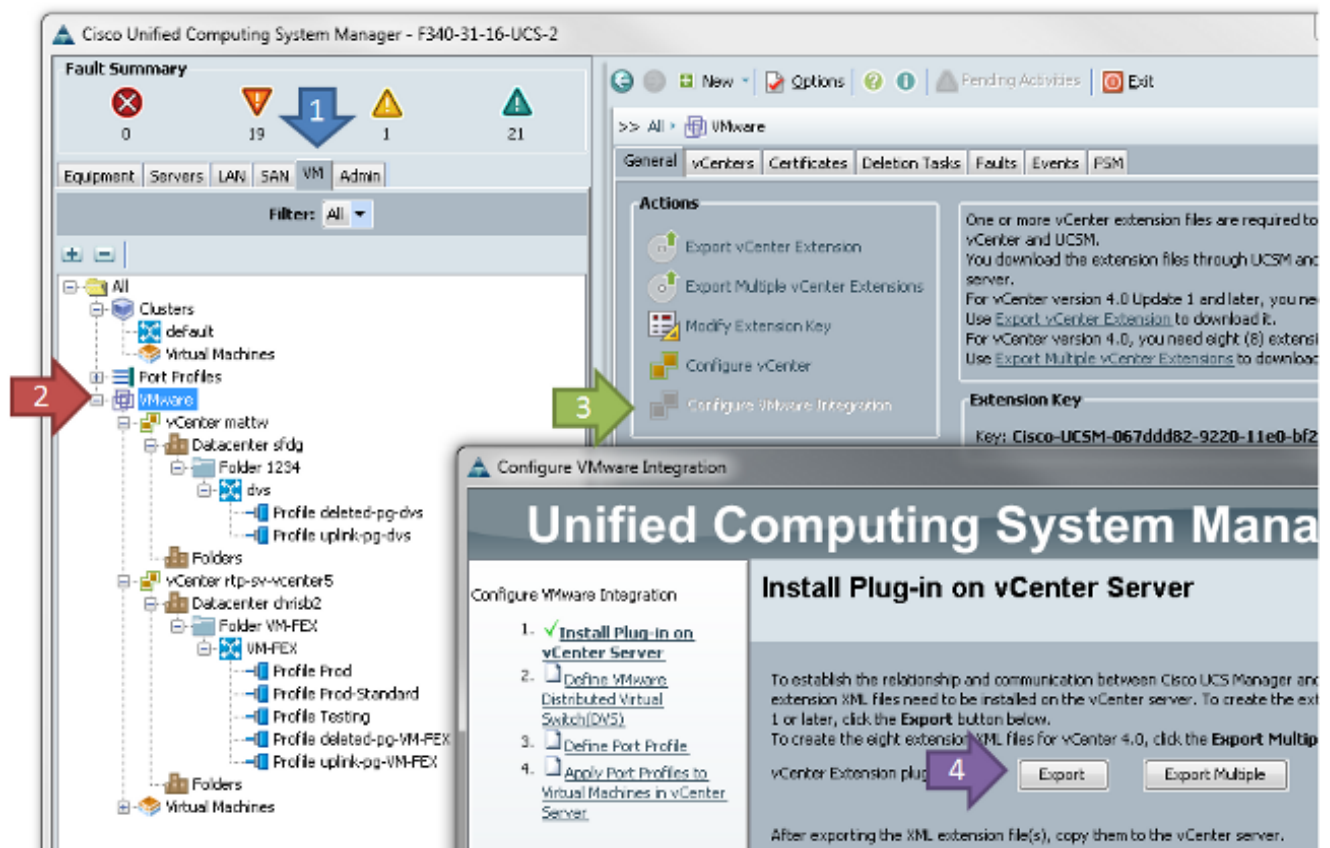 Cisco Unified Computing System Manager - F340-31-16-UCS-2
Fault Summary
0 19 1 21
1
Equipment Servers LAN SAN VM Admin
Filter: All
All
Clusters
default
Virtual Machines
Port Profiles
2
VMware
vCenter mattw
Datacenter sfdg
Folder 1234
dvs
Profile deleted-pg-dvs
Profile uplink-pg-dvs
Folders
vCenter rtp-sv-vcenter5
Datacenter chrisb2
Folder VM-FEX
VM-FEX
Profile Prod
Profile Prod-Standard
Profile Testing
Profile deleted-pg-VM-FEX
Profile uplink-pg-VM-FEX
Folders
Virtual Machines
New Options Pending Activities Exit
>> All VMware
General vCenters Certificates Deletion Tasks Faults Events FSM
Actions
Export vCenter Extension
Export Multiple vCenter Extensions
Modify Extension Key
Configure vCenter
3
Configure VMware Integration
One or more vCenter extension files are required to
vCenter and UCSM.
You download the extension files through UCSM and
server.
For vCenter version 4.0 Update 1 and later, you ne
Use Export vCenter Extension to download it.
For vCenter version 4.0, you need eight (8) extensi
Use Export Multiple vCenter Extensions to download
Extension Key
Key: Cisco-UCSM-067ddd82-9220-11e0-bf2
Configure VMware Integration
Unified Computing System Mana
Configure VMware Integration
1. Install Plug-in on
vCenter Server
2. Define VMware
Distributed Virtual
Switch(DVS)
3. Define Port Profile
4. Apply Port Profiles to
Virtual Machines in vCenter
Server
Install Plug-in on vCenter Server
To establish the relationship and communication between Cisco UCS Manager and
extension XML files need to be installed on the vCenter server. To create the ext
1 or later, click the Export button below.
To create the eight extension XML files for vCenter 4.0, click the Export Multip
vCenter Extension plug
4
Export Export Multiple
After exporting the XML extension file(s), copy them to the vCenter server.